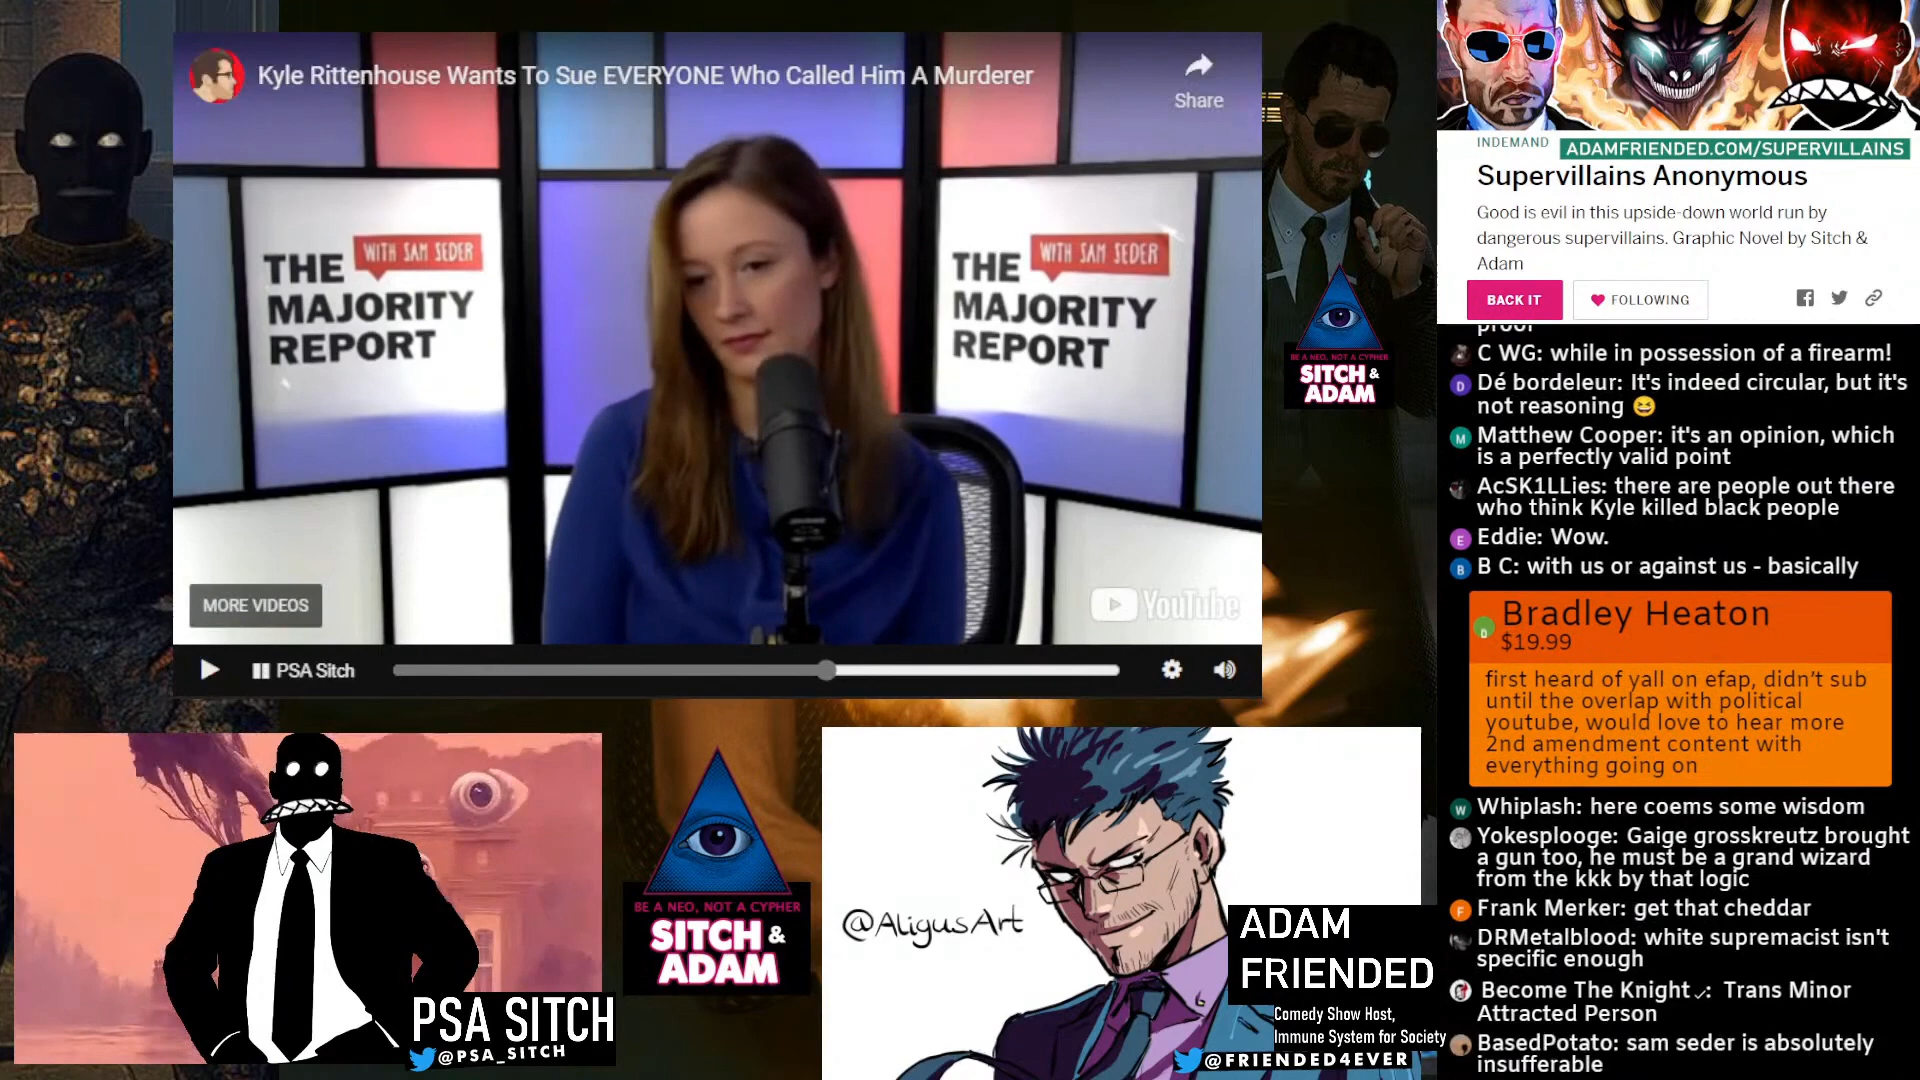 Kyle Rittenhouse Wants To Sue EVERYONE Who Called Him A Murderer
Share
THE
WITH SAM SEDER
MAJORITY
REPORT
THE
WITH SAM SEDER
MAJORITY
REPORT
MORE VIDEOS
YouTube
PSA Sitch
BE A NEO, NOT A CYPHER
SITCH &
ADAM
INDEMAND
ADAMFRIENDED.COM/SUPERVILLAINS
Supervillains Anonymous
Good is evil in this upside-down world run by
dangerous supervillains. Graphic Novel by Sitch &
Adam
BACK IT
FOLLOWING
proof
C WG: while in possession of a firearm!
D
Dé bordeleur: It's indeed circular, but it's
not reasoning 😆
M
Matthew Cooper: it's an opinion, which
is a perfectly valid point
AcSK1LLies: there are people out there
who think Kyle killed black people
E
Eddie: Wow.
B
B C: with us or against us - basically
Bradley Heaton
$19.99
first heard of yall on efap, didn't sub
until the overlap with political
youtube, would love to hear more
2nd amendment content with
everything going on
W
Whiplash: here coems some wisdom
Yokesplooge: Gaige grosskreutz brought
a gun too, he must be a grand wizard
from the kkk by that logic
F
Frank Merker: get that cheddar
DRMetalblood: white supremacist isn't
specific enough
Become The Knight✓: Trans Minor
Attracted Person
BasedPotato: sam seder is absolutely
insufferable
PSA SITCH
@PSA_SITCH
BE A NEO, NOT A CYPHER
SITCH &
ADAM
@AligusArt
ADAM
FRIENDED
Comedy Show Host,
Immune System for Society
@FRIENDED4EVER